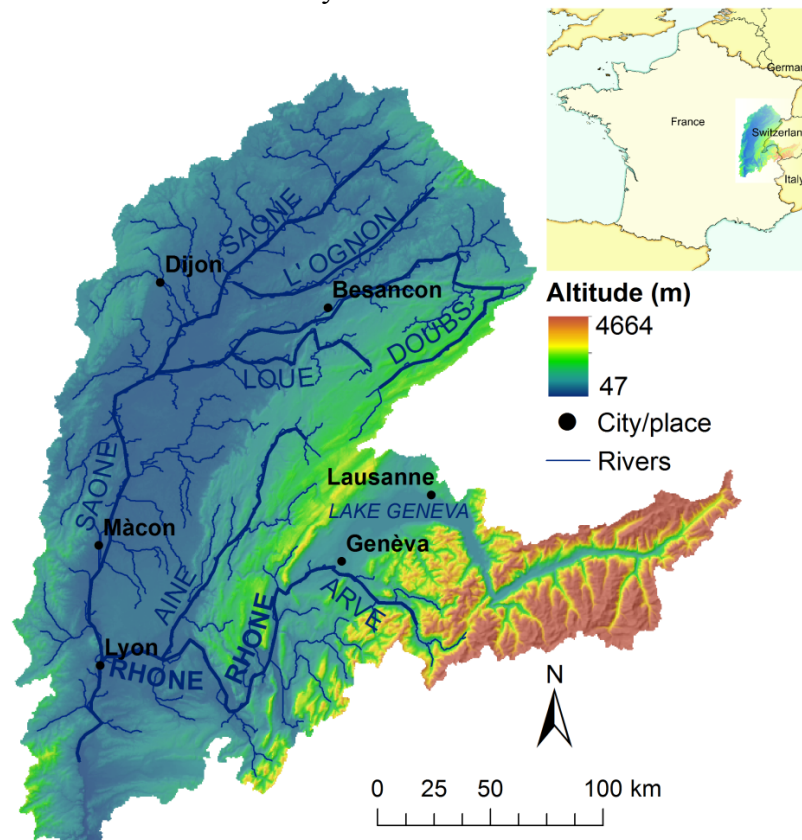 France
German
Switzerland
Italy
SAONE
L' OGNON
Dijon
Besancon
DOUBS
LOUE
Altitude (m)
4664
47
City/place
Rivers
SAONE
Lausanne
LAKE GENEVA
Màcon
Genèva
AINE
ARVE
RHONE
Lyon
RHONE
N
0 25 50 100 km